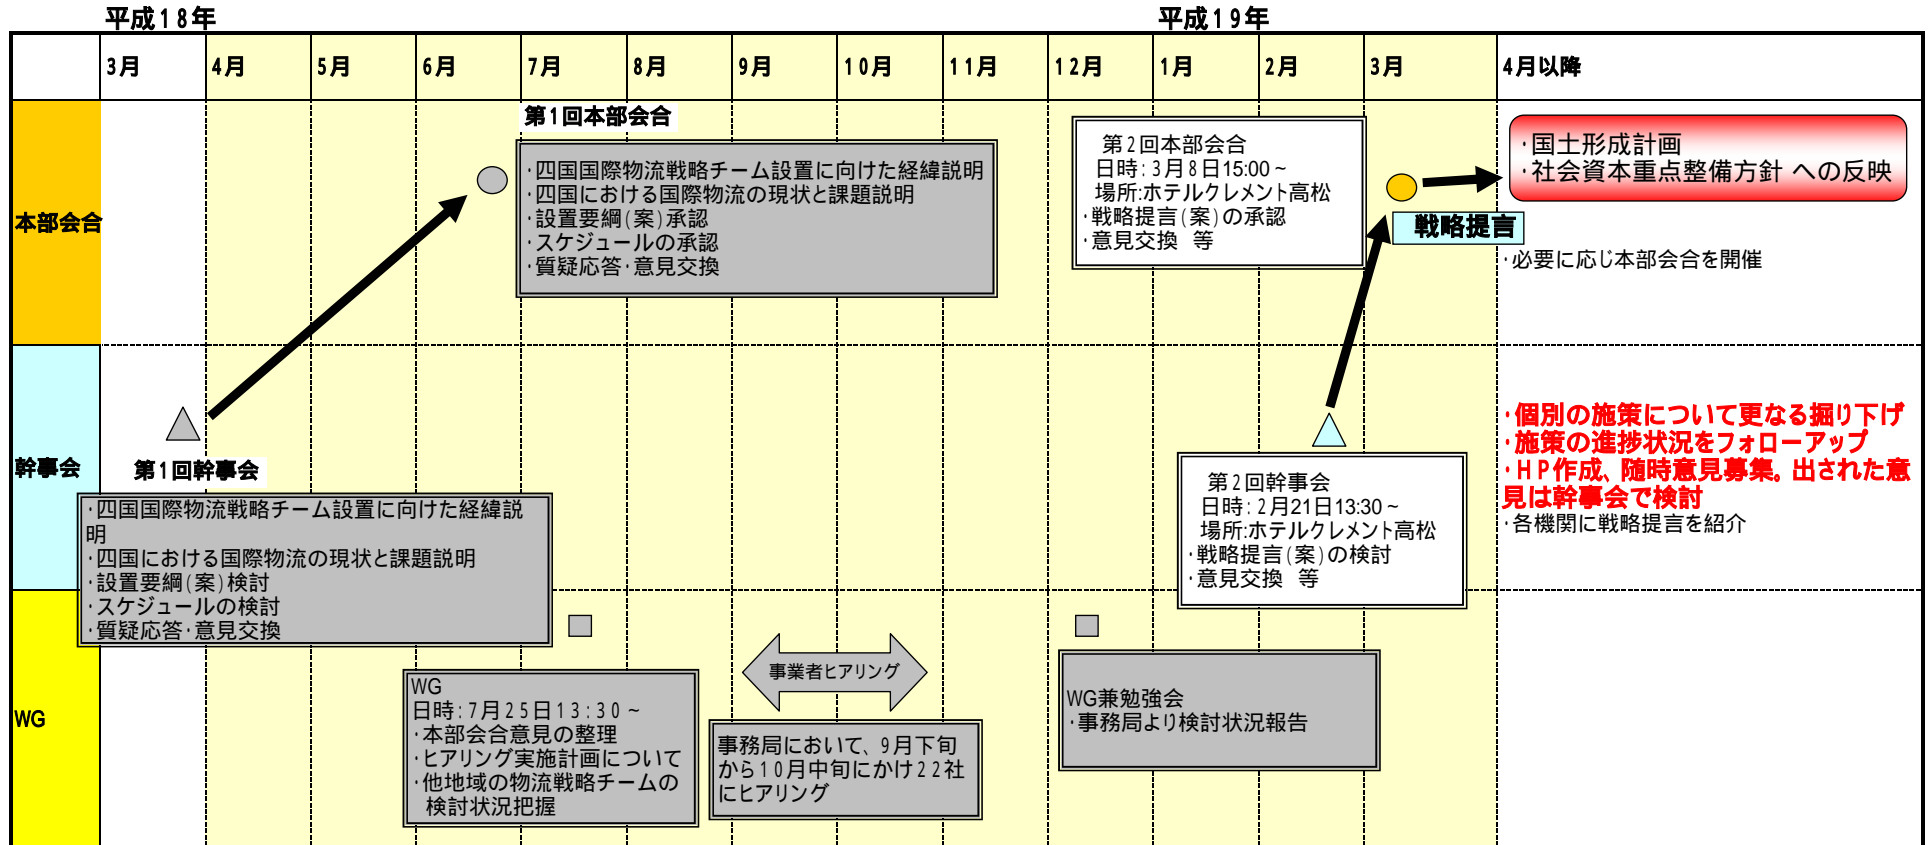 平成18年
平成19年
3月
4月
5月
6月
7月
8月
9月
10月
11月
12月
1月
2月
3月
4月以降
本部会合
第1回本部会合
・四国国際物流戦略チーム設置に向けた経緯説明
・四国における国際物流の現状と課題説明
・設置要綱(案)承認
・スケジュールの承認
・質疑応答・意見交換
第2回本部会合
日時:3月8日15:00~
場所:ホテルクレメント高松
・戦略提言(案)の承認
・意見交換 等
戦略提言
・国土形成計画
・社会資本重点整備方針 への反映
・必要に応じ本部会合を開催
幹事会
第1回幹事会
・四国国際物流戦略チーム設置に向けた経緯説
明
・四国における国際物流の現状と課題説明
・設置要綱(案)検討
・スケジュールの検討
・質疑応答・意見交換
第2回幹事会
日時:2月21日13:30~
場所:ホテルクレメント高松
・戦略提言(案)の検討
・意見交換 等
・個別の施策について更なる掘り下げ
・施策の進捗状況をフォローアップ
・HP作成、随時意見募集。出された意
見は幹事会で検討
・各機関に戦略提言を紹介
WG
WG
日時:7月25日13:30~
・本部会合意見の整理
・ヒアリング実施計画について
・他地域の物流戦略チームの
検討状況把握
事業者ヒアリング
事務局において、9月下旬
から10月中旬にかけ22社
にヒアリング
WG兼勉強会
・事務局より検討状況報告